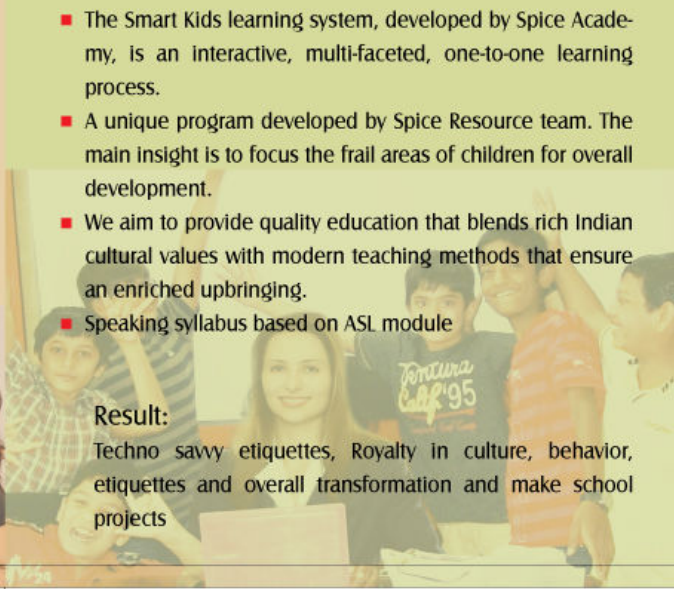 The Smart Kids learning system, developed by Spice Acade-
my, is an interactive, multi-faceted, one-to-one learning
process.
A unique program developed by Spice Resource team. The
main insight is to focus the frail areas of children for overall
development.
We aim to provide quality education that blends rich Indian
cultural values with modern teaching methods that ensure
an enriched upbringing.
Speaking syllabus based on ASL module
Ventura
Calif '95
Result:
Techno savvy etiquettes, Royalty in culture, behavior,
etiquettes and overall transformation and make school
projects